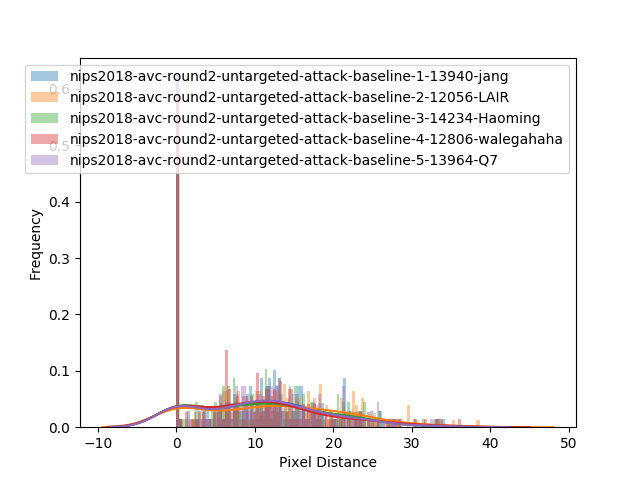 nips2018-avc-round2-untargeted-attack-baseline-1-13940-jang
nips2018-avc-round2-untargeted-attack-baseline-2-12056-LAIR
nips2018-avc-round2-untargeted-attack-baseline-3-14234-Haoming
nips2018-avc-round2-untargeted-attack-baseline-4-12806-walegahaha
nips2018-avc-round2-untargeted-attack-baseline-5-13964-Q7
0.6
0.5
0.4
0.3
0.2
0.1
0.0
Frequency
−10 0 10 20 30 40 50
Pixel Distance